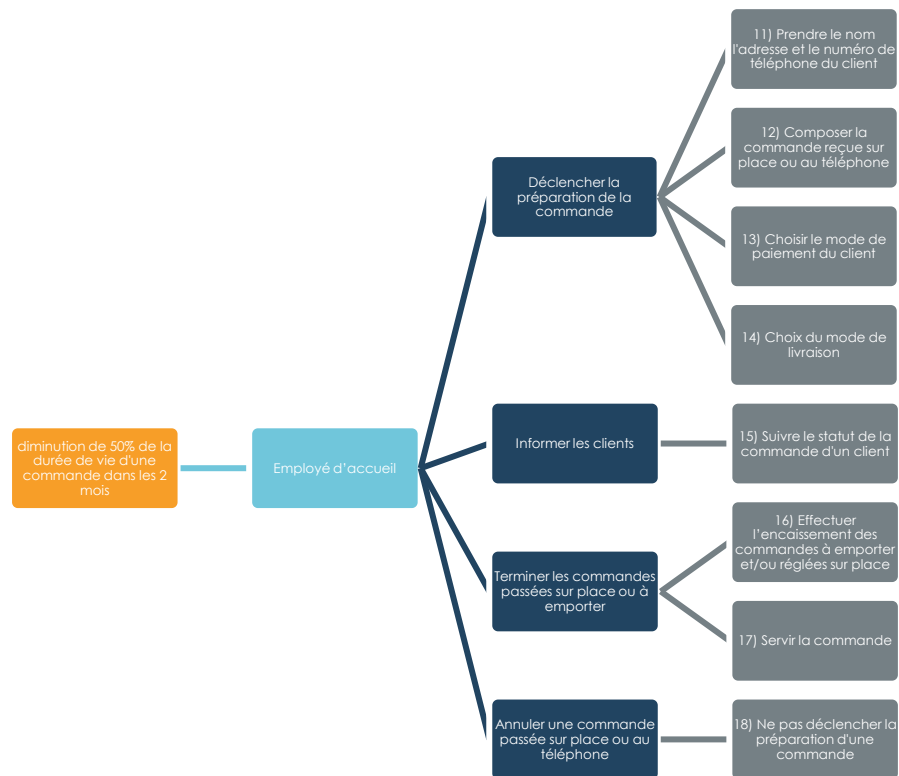 diminution de 50% de la
durée de vie d'une
commande dans les 2
mois
Employé d’accueil
Déclencher la
préparation de la
commande
11) Prendre le nom
l'adresse et le numéro de
téléphone du client
12) Composer la
commande reçue sur
place ou au téléphone
13) Choisir le mode de
paiement du client
14) Choix du mode de
livraison
Informer les clients
15) Suivre le statut de la
commande d'un client
Terminer les commandes
passées sur place ou à
emporter
16) Effectuer
l’encaissement des
commandes à emporter
et/ou réglées sur place
17) Servir la commande
Annuler une commande
passée sur place ou au
téléphone
18) Ne pas déclencher la
préparation d'une
commande